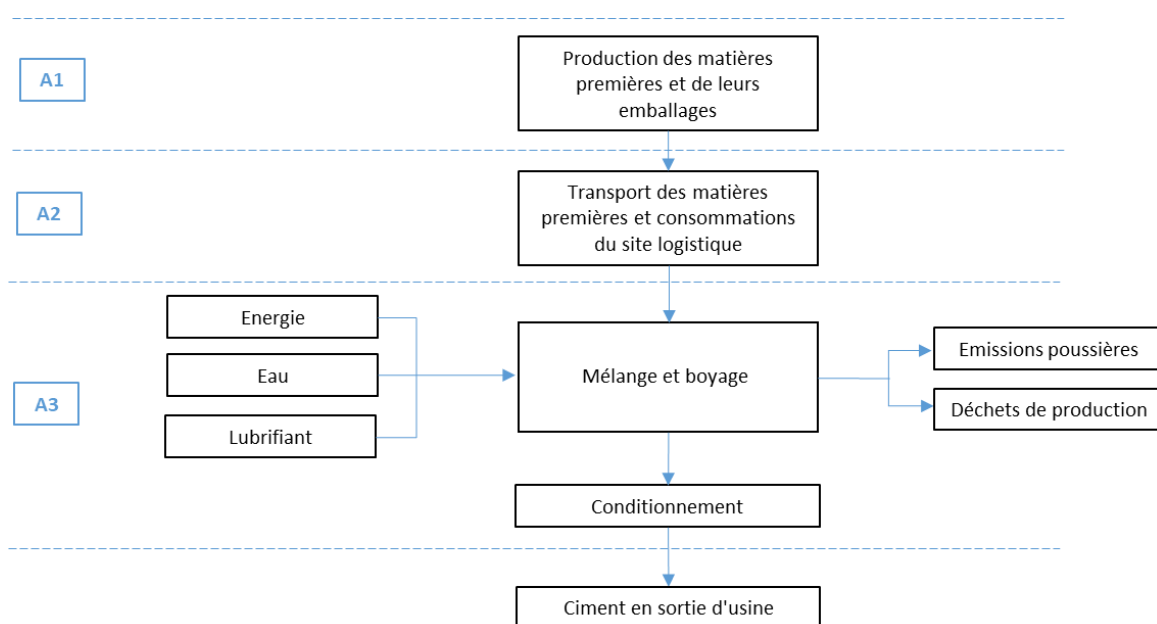 A1
Production des matières
premières et de leurs
emballages
A2
Transport des matières
premières et consommations
du site logistique
A3
Energie
Eau
Lubrifiant
Mélange et boyage
Emissions poussières
Déchets de production
Conditionnement
Ciment en sortie d'usine